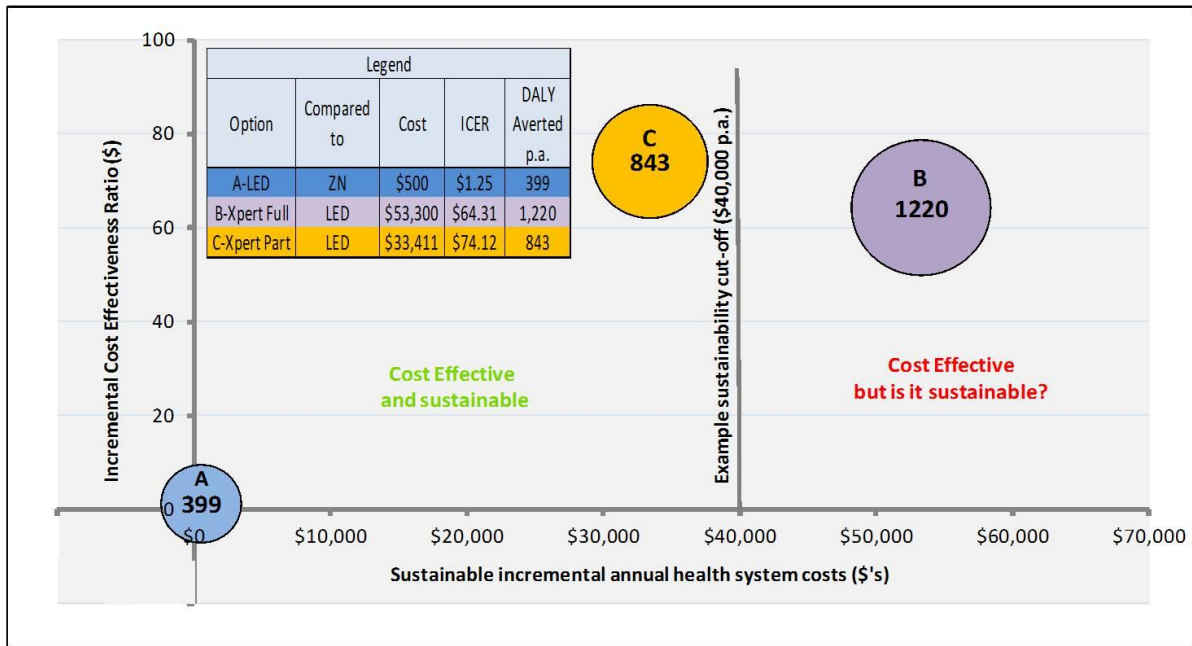 Incremental Cost Effectiveness Ratio ($)
100
80
60
40
20
0
Legend
Option Compared to Cost ICER DALY Averted p.a.
A-LED ZN $500 $1.25 399
B-Xpert Full LED $53,300 $64.31 1,220
C-Xpert Part LED $33,411 $74.12 843
C
843
Example sustainability cut-off ($40,000 p.a.)
B
1220
Cost Effective
and sustainable
Cost Effective
but is it sustainable?
A
399
$0 $10,000 $20,000 $30,000 $40,000 $50,000 $60,000 $70,000
Sustainable incremental annual health system costs ($'s)